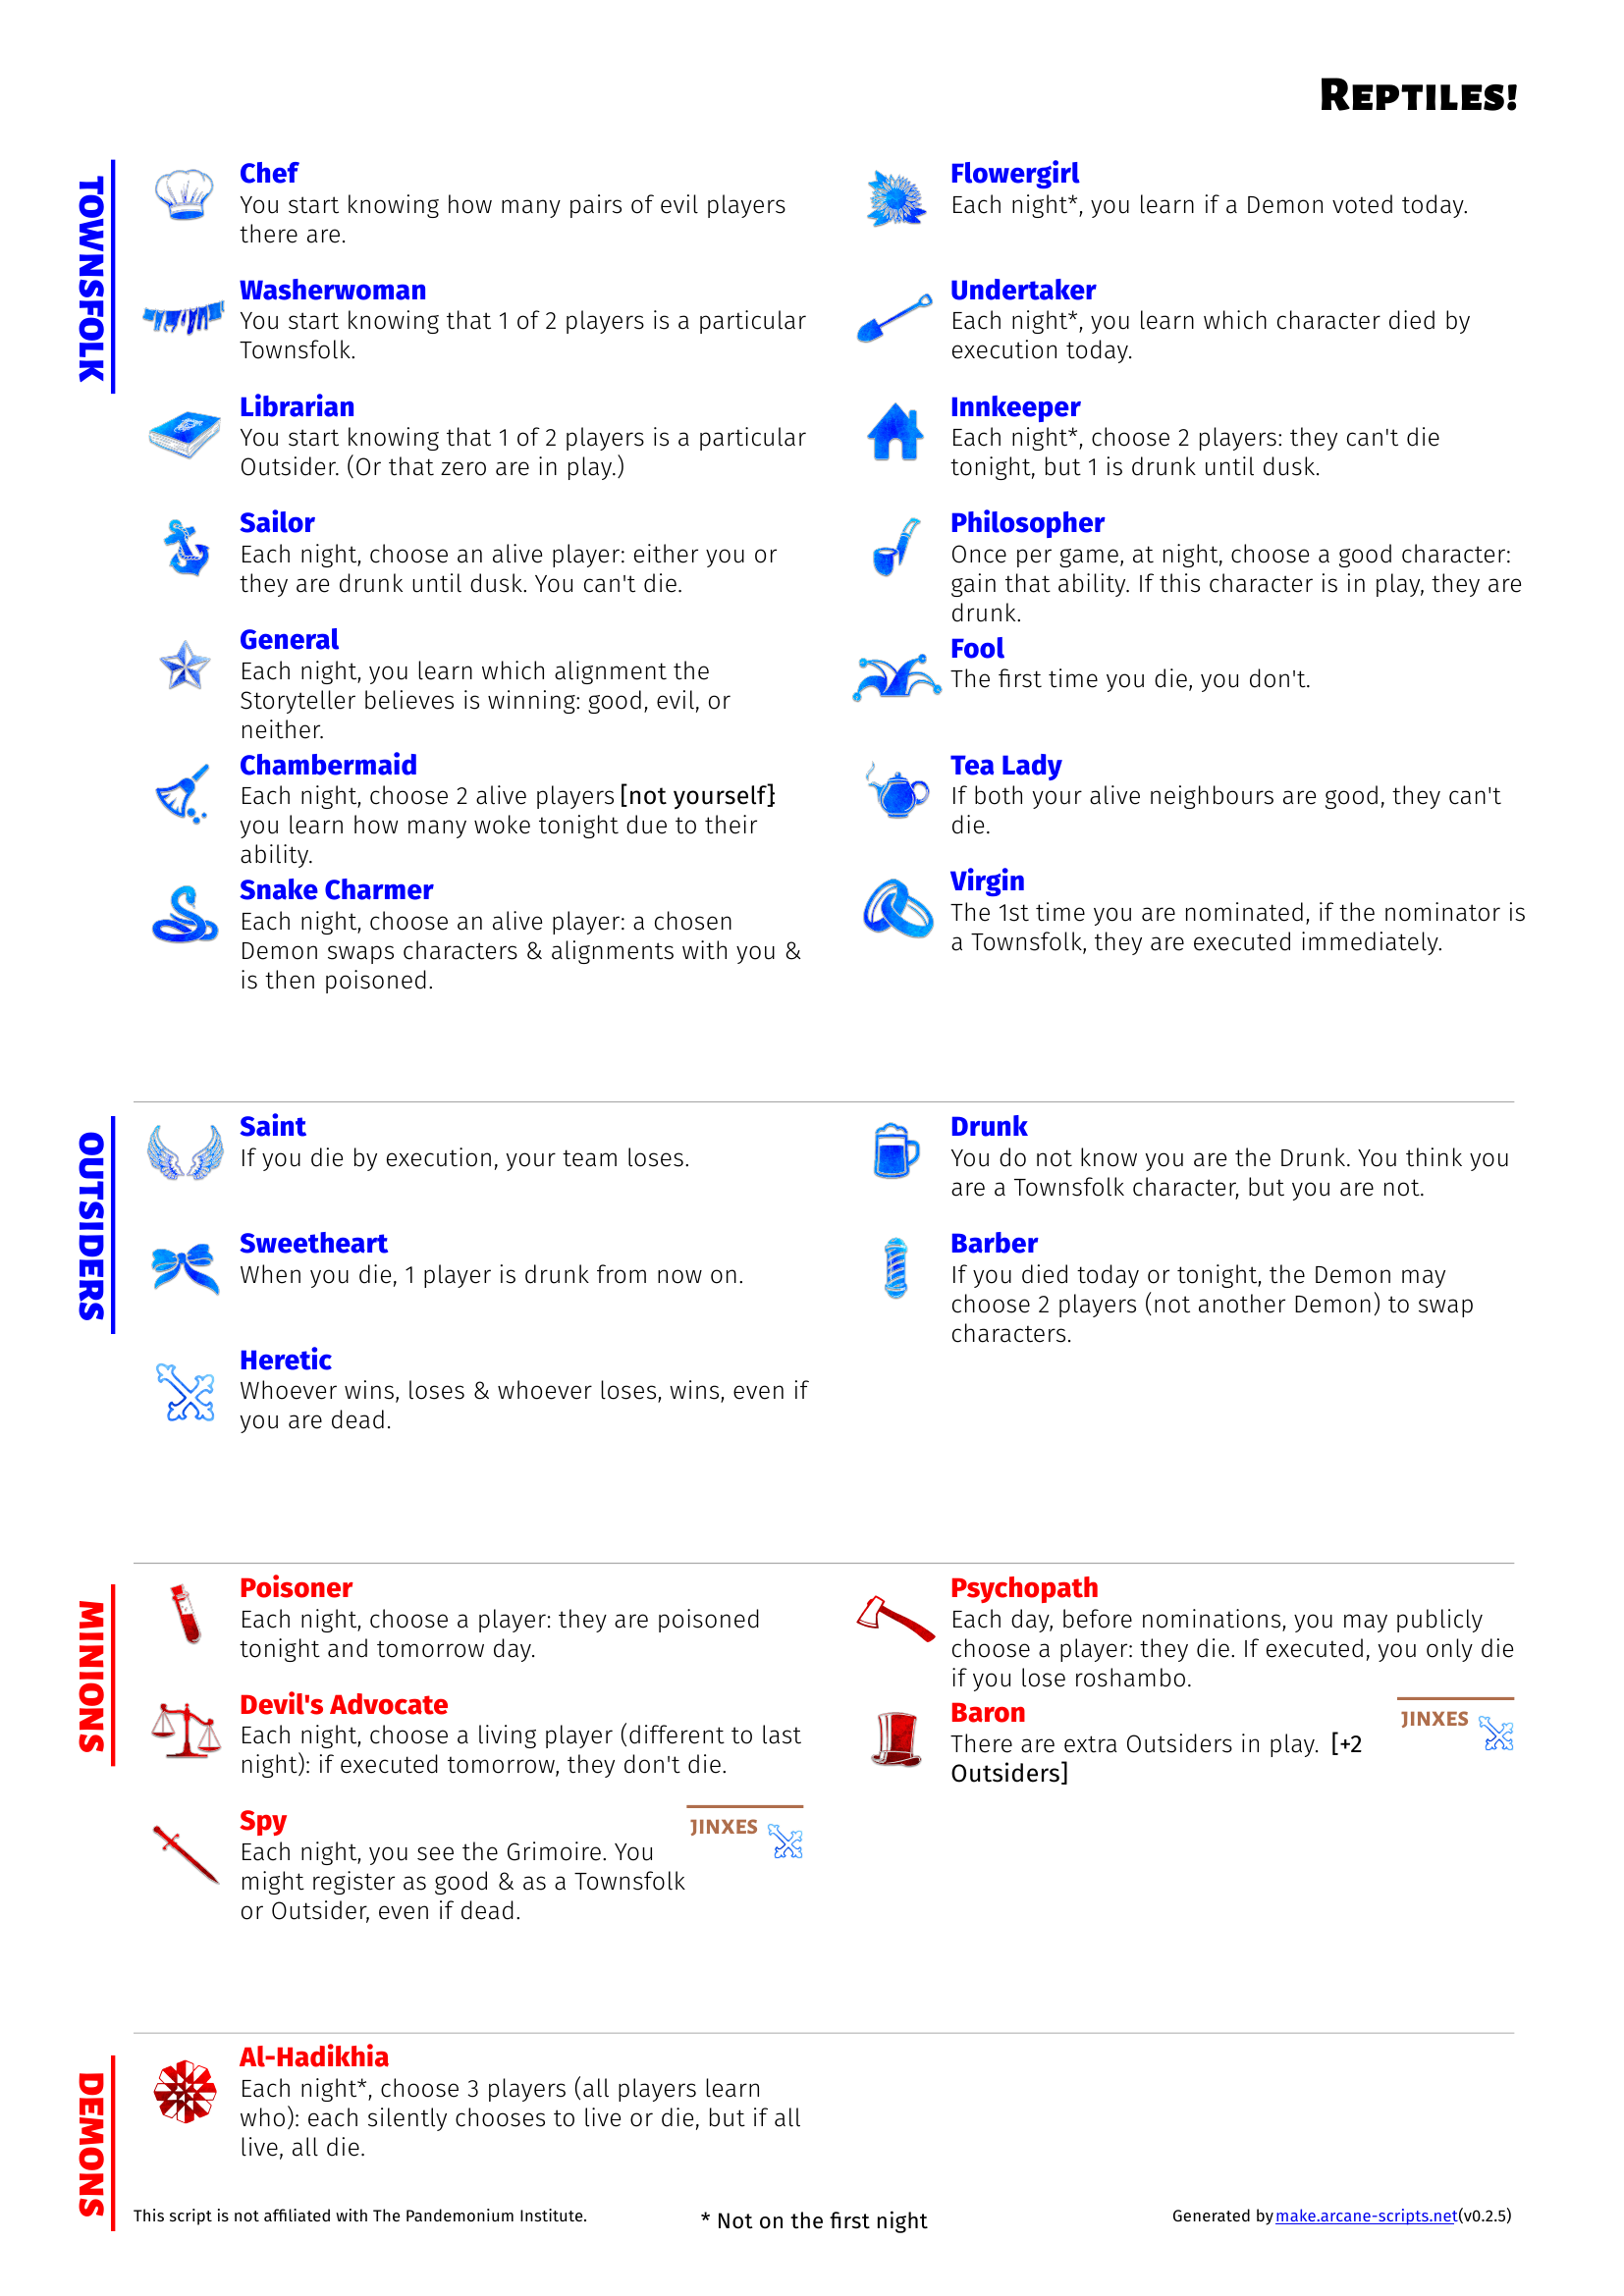 Reptiles!
TOWNSFOLK
Chef
You start knowing how many pairs of evil players
there are.
Washerwoman
You start knowing that 1 of 2 players is a particular
Townsfolk.
Librarian
You start knowing that 1 of 2 players is a particular
Outsider. (Or that zero are in play.)
Sailor
Each night, choose an alive player: either you or
they are drunk until dusk. You can't die.
General
Each night, you learn which alignment the
Storyteller believes is winning: good, evil, or
neither.
Chambermaid
Each night, choose 2 alive players [not yourself]:
you learn how many woke tonight due to their
ability.
Snake Charmer
Each night, choose an alive player: a chosen
Demon swaps characters & alignments with you &
is then poisoned.
Flowergirl
Each night*, you learn if a Demon voted today.
Undertaker
Each night*, you learn which character died by
execution today.
Innkeeper
Each night*, choose 2 players: they can't die
tonight, but 1 is drunk until dusk.
Philosopher
Once per game, at night, choose a good character:
gain that ability. If this character is in play, they are
drunk.
Fool
The first time you die, you don't.
Tea Lady
If both your alive neighbours are good, they can't
die.
Virgin
The 1st time you are nominated, if the nominator is
a Townsfolk, they are executed immediately.
OUTSIDERS
Saint
If you die by execution, your team loses.
Sweetheart
When you die, 1 player is drunk from now on.
Heretic
Whoever wins, loses & whoever loses, wins, even if
you are dead.
Drunk
You do not know you are the Drunk. You think you
are a Townsfolk character, but you are not.
Barber
If you died today or tonight, the Demon may
choose 2 players (not another Demon) to swap
characters.
MINIONS
Poisoner
Each night, choose a player: they are poisoned
tonight and tomorrow day.
Devil's Advocate
Each night, choose a living player (different to last
night): if executed tomorrow, they don't die.
Spy
JINXES
Each night, you see the Grimoire. You
might register as good & as a Townsfolk
or Outsider, even if dead.
Psychopath
Each day, before nominations, you may publicly
choose a player: they die. If executed, you only die
if you lose roshambo.
Baron
JINXES
There are extra Outsiders in play. [+2
Outsiders]
DEMONS
Al-Hadikhia
Each night*, choose 3 players (all players learn
who): each silently chooses to live or die, but if all
live, all die.
This script is not affiliated with The Pandemonium Institute.
* Not on the first night
Generated by make.arcane-scripts.net(v0.2.5)